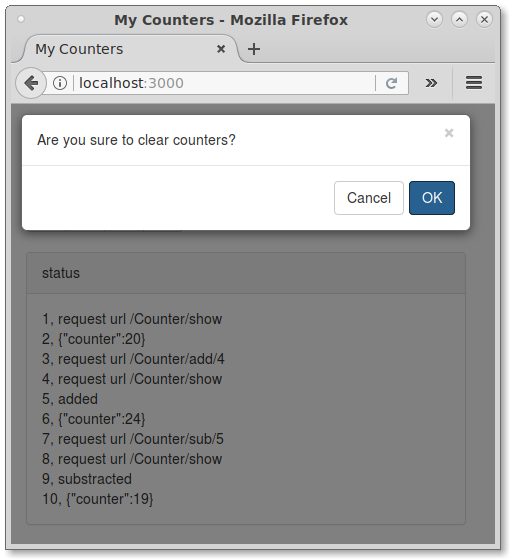 My Counters - Mozilla Firefox
My Counters
localhost:3000
Are you sure to clear counters?
Cancel
OK
status
1, request url /Counter/show
2, {"counter":20}
3, request url /Counter/add/4
4, request url /Counter/show
5, added
6, {"counter":24}
7, request url /Counter/sub/5
8, request url /Counter/show
9, substracted
10, {"counter":19}